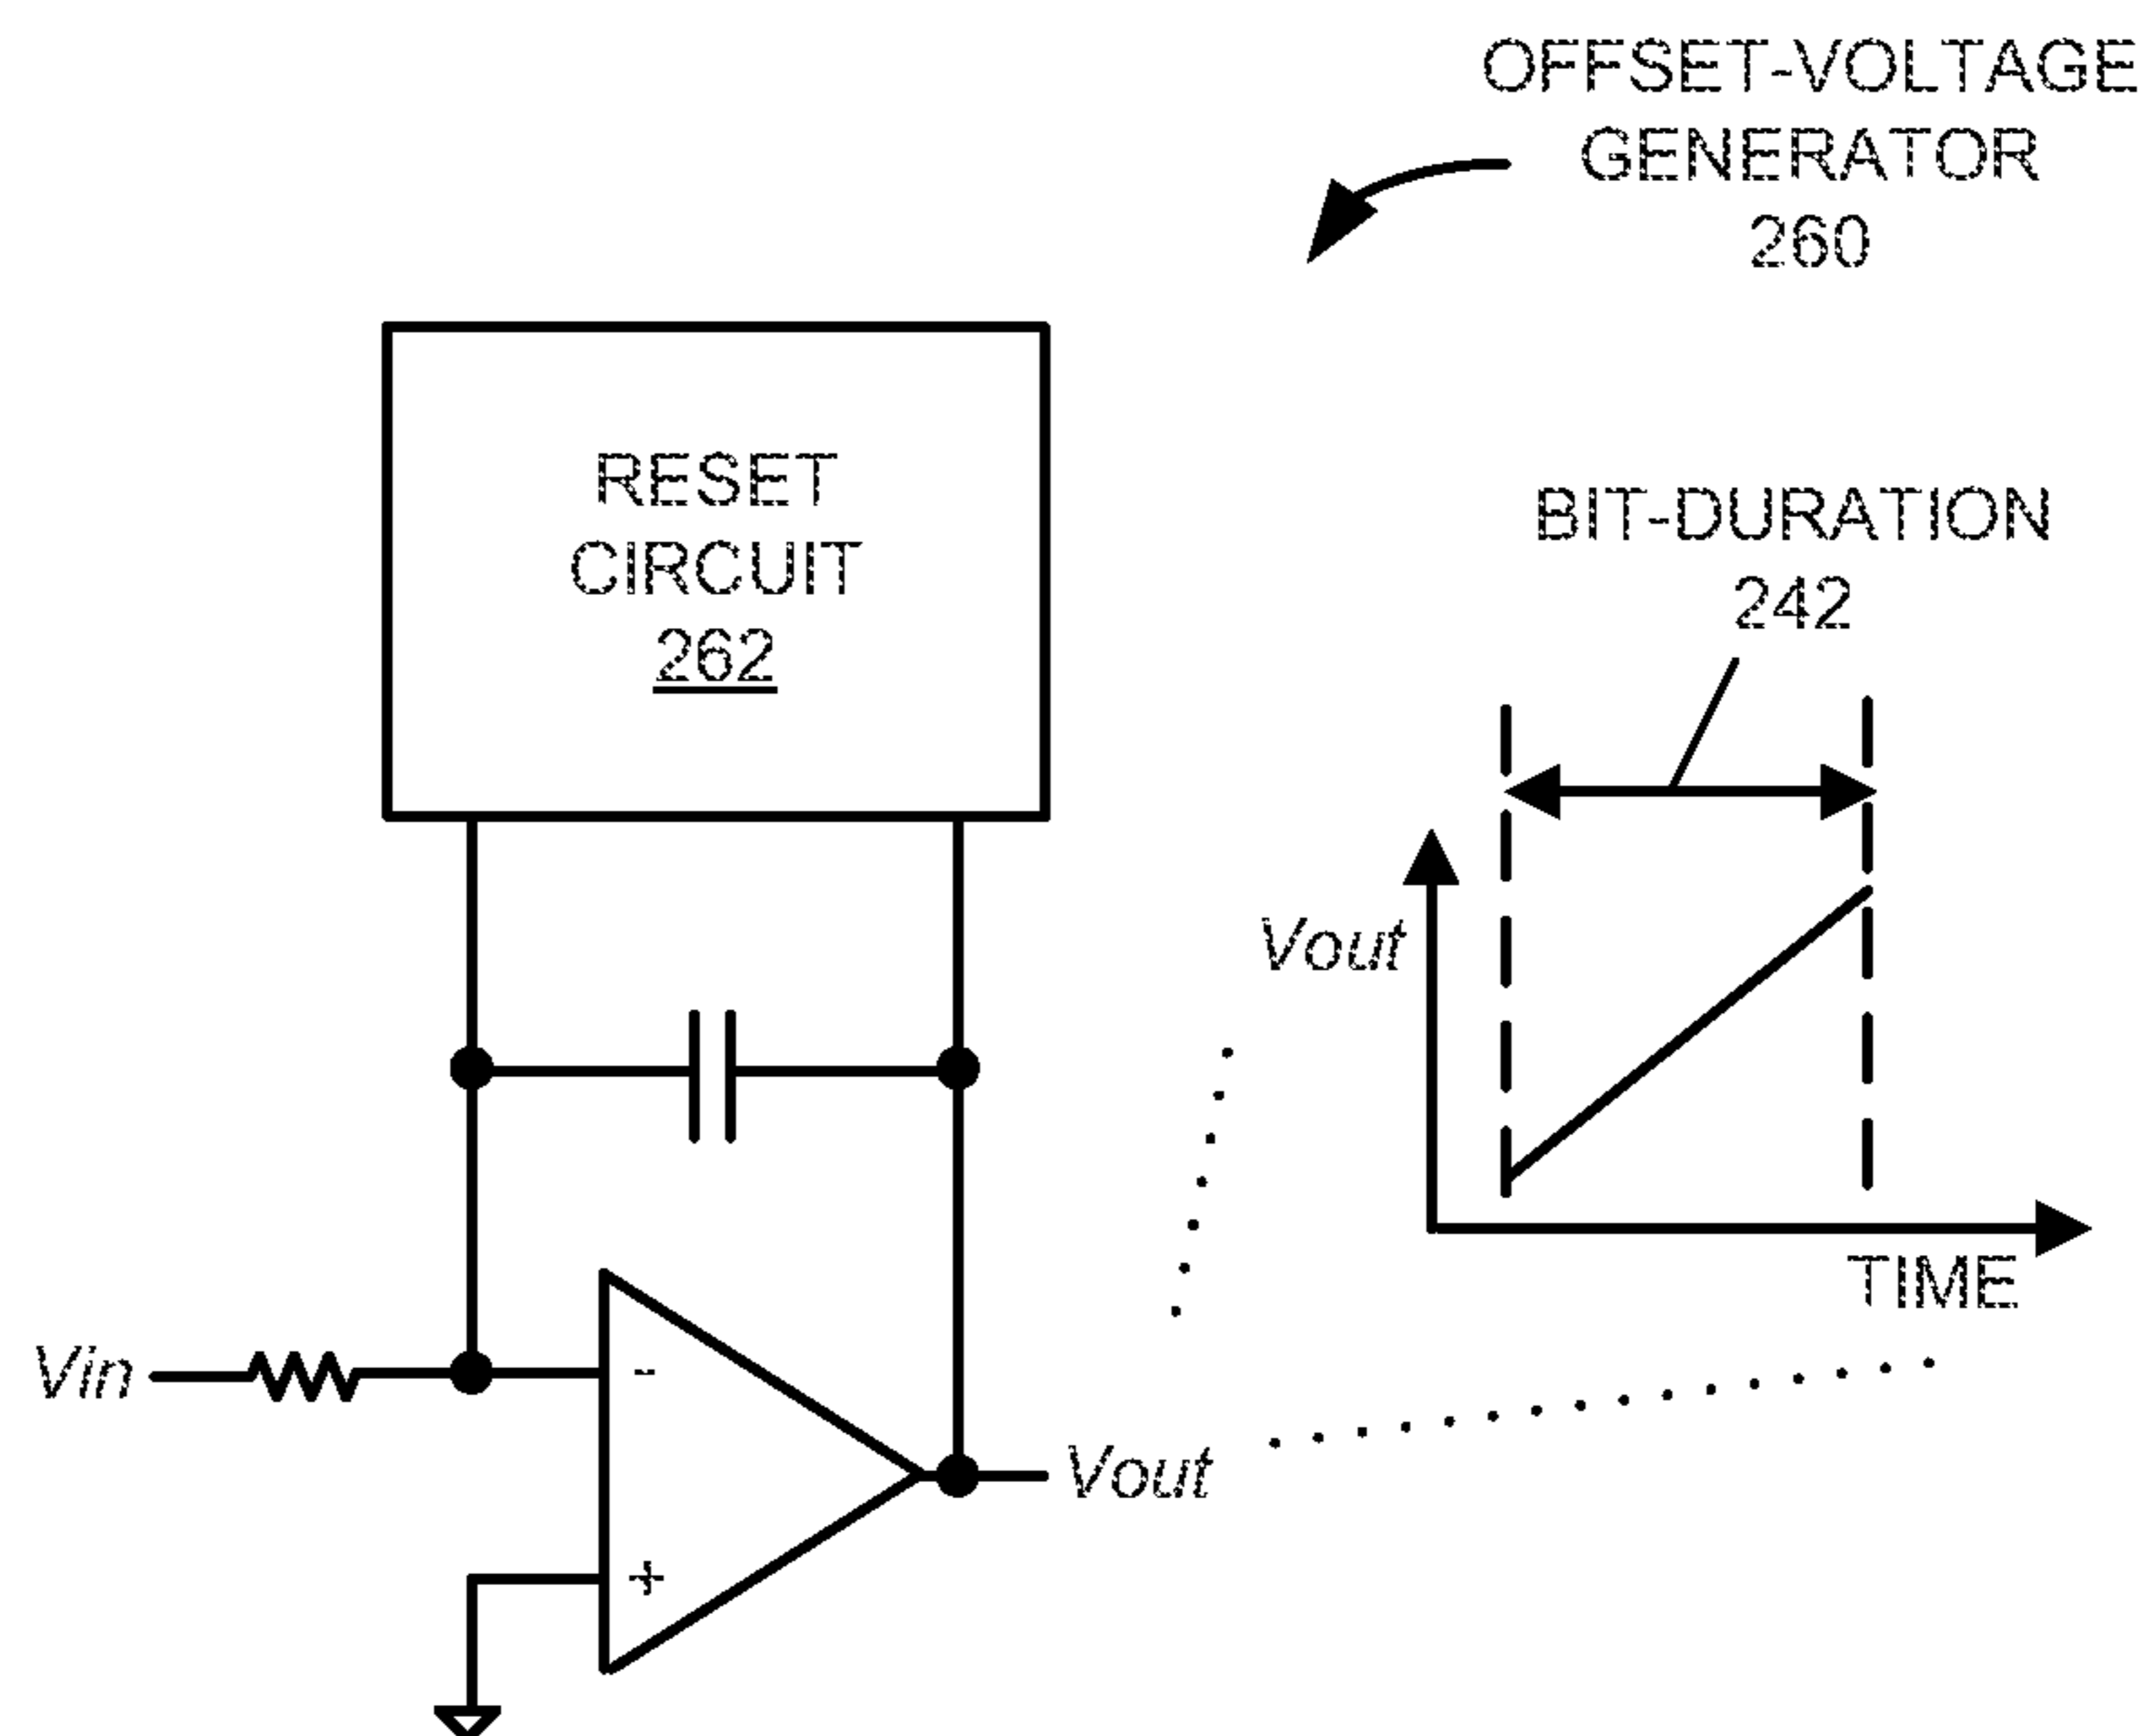 OFFSET-VOLTAGE
GENERATOR
260
RESET
CIRCUIT
262
BIT-DURATION
242
Vout
TIME
Vin
-
+
Vout